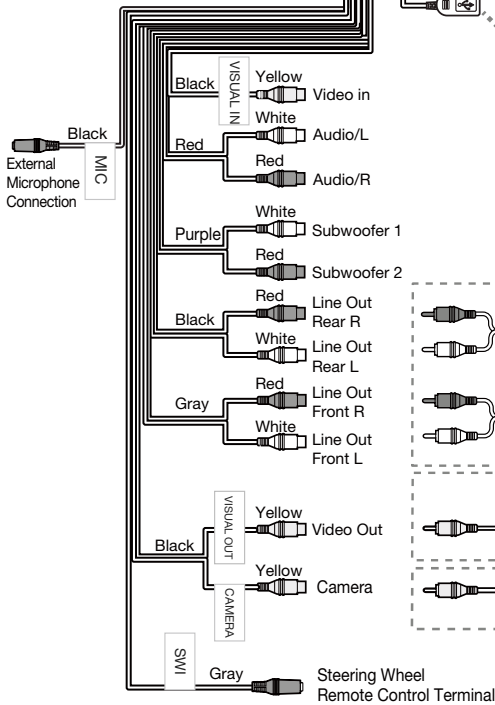 Black
VISUAL IN
Yellow
Video in
White
Audio/L
Red
Red
Audio/R
Black
MIC
External
Microphone
Connection
White
Purple
Subwoofer 1
Red
Subwoofer 2
Red
Line Out
Rear R
Black
White
Line Out
Rear L
Red
Line Out
Front R
Gray
White
Line Out
Front L
VISUAL OUT
Yellow
Video Out
Black
Yellow
Camera
CAMERA
SWI
Gray
Steering Wheel
Remote Control Terminal